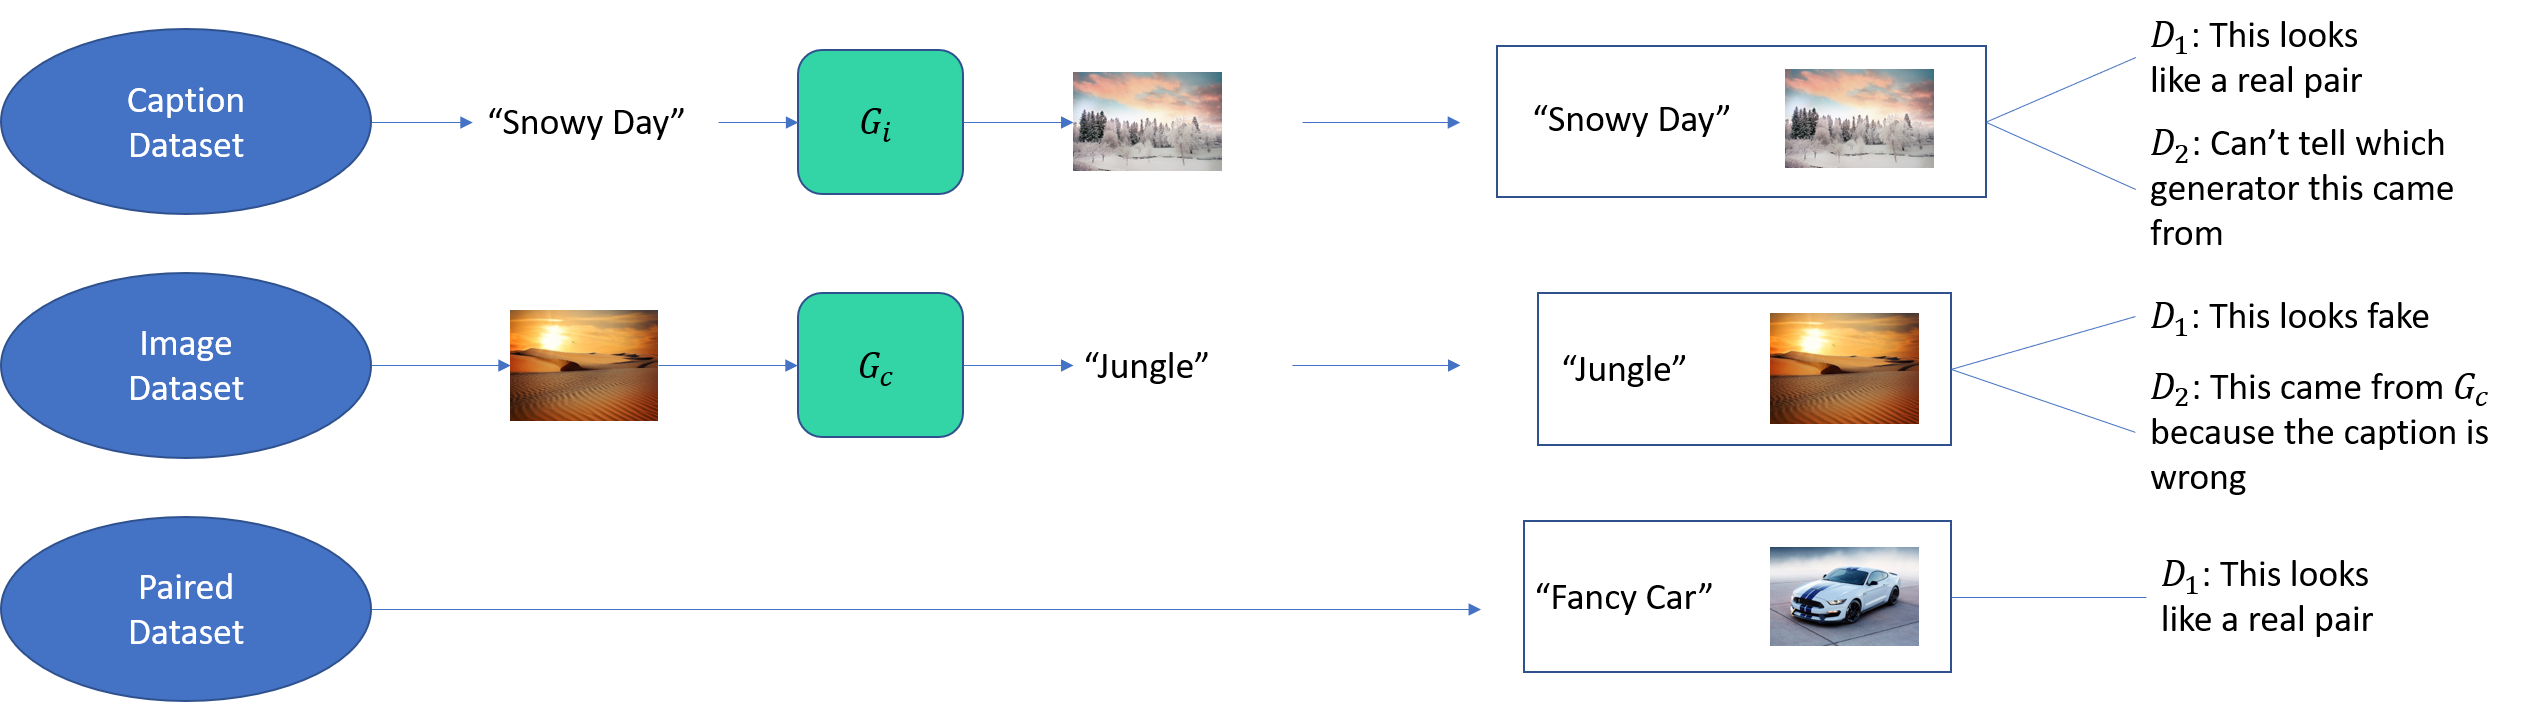 Caption
Dataset
“Snowy Day”
G_i
“Snowy Day”
D_1: This looks
like a real pair
D_2: Can’t tell which
generator this came
from
Image
Dataset
G_c
“Jungle”
“Jungle”
D_1: This looks fake
D_2: This came from G_c
because the caption is
wrong
Paired
Dataset
“Fancy Car”
D_1: This looks
like a real pair